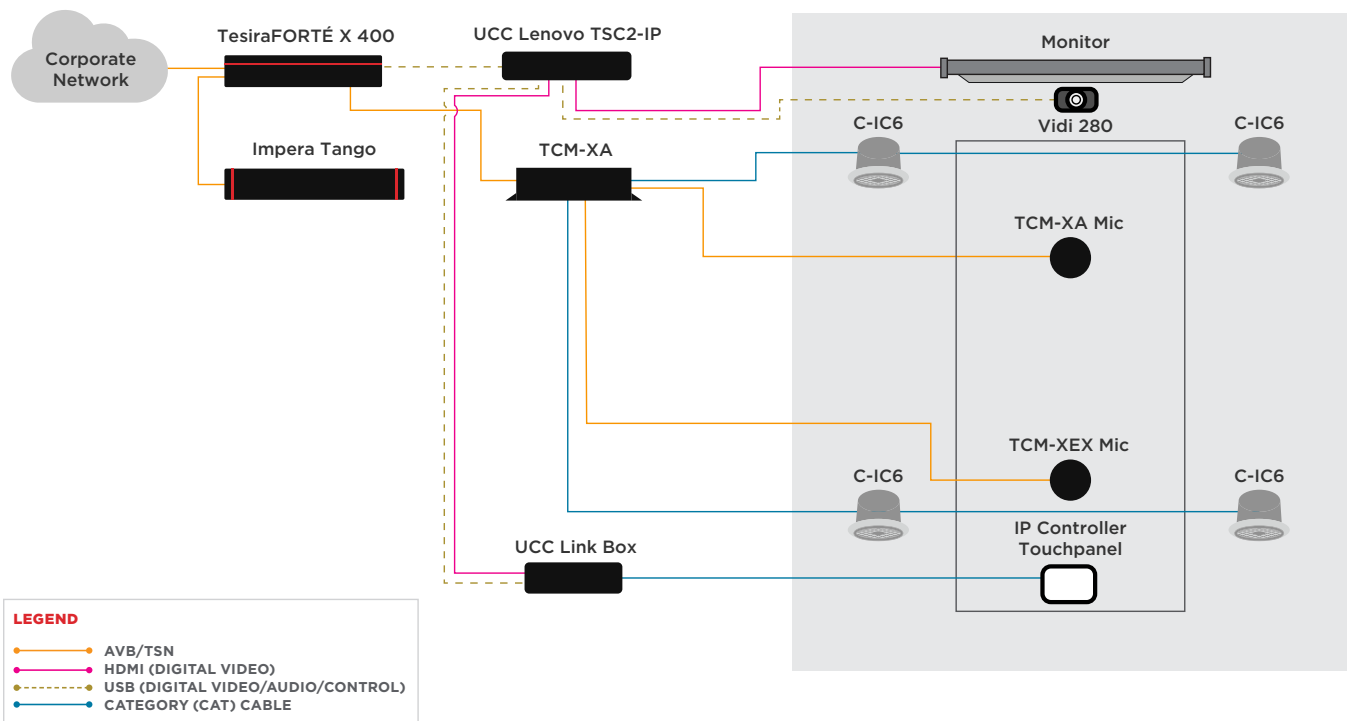 TesiraFORTÉ X 400
UCC Lenovo TSC2-IP
Corporate
Network
Monitor
Impera Tango
TCM-XA
C-IC6
Vidi 280
C-IC6
TCM-XA Mic
TCM-XEX Mic
C-IC6
C-IC6
IP Controller
Touchpanel
UCC Link Box
LEGEND
AVB/TSN
HDMI (DIGITAL VIDEO)
USB (DIGITAL VIDEO/AUDIO/CONTROL)
CATEGORY (CAT) CABLE